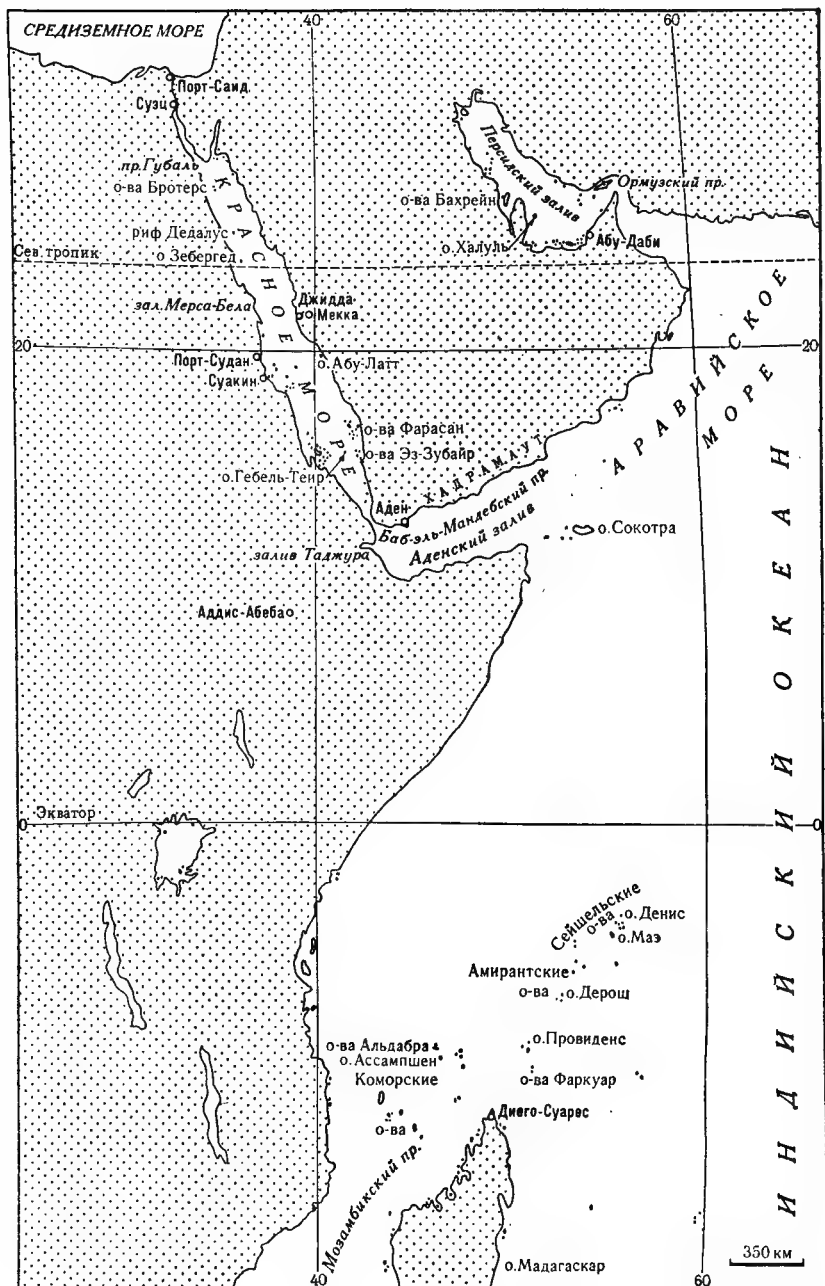 40
60
СРЕДИЗЕМНОЕ МОРЕ
Порт-Саид
Суэц
пр. Губаль
о-ва Бротерс
КРАСНОЕ МОРЕ
Персидский залив
Ормузский пр.
о-ва Бахрейн
риф Дедалус
Абу-Даби
о. Халуль
Сев. тропик
о Зебергед
зал. Мерса-Бела
Джидда
Мекка
20
20
Порт-Судан
о. Абу-Латт
Суакин
АРАВИЙСКОЕ
МОРЕ
о-ва Фарасан
о-ва Эз-Зубайр
о. Гебель-Теир
ХАДРАМАУТ
Аден
Баб-эль-Мандебский пр.
Аденский залив
о. Сокотра
залив Таджура
Аддис-Абеба
ИНДИЙСКИЙ ОКЕАН
Экватор
0
0
Сейшельские
о-ва
о. Денис
о. Маэ
Амирантские
о-ва
о. Дерош
о-ва Альдабра
о. Провиденс
о. Ассампшен
Коморские
о-ва Фаркуар
Диего-Суарес
о-ва
Мозамбикский пр.
350 км
о. Мадагаскар
40
60